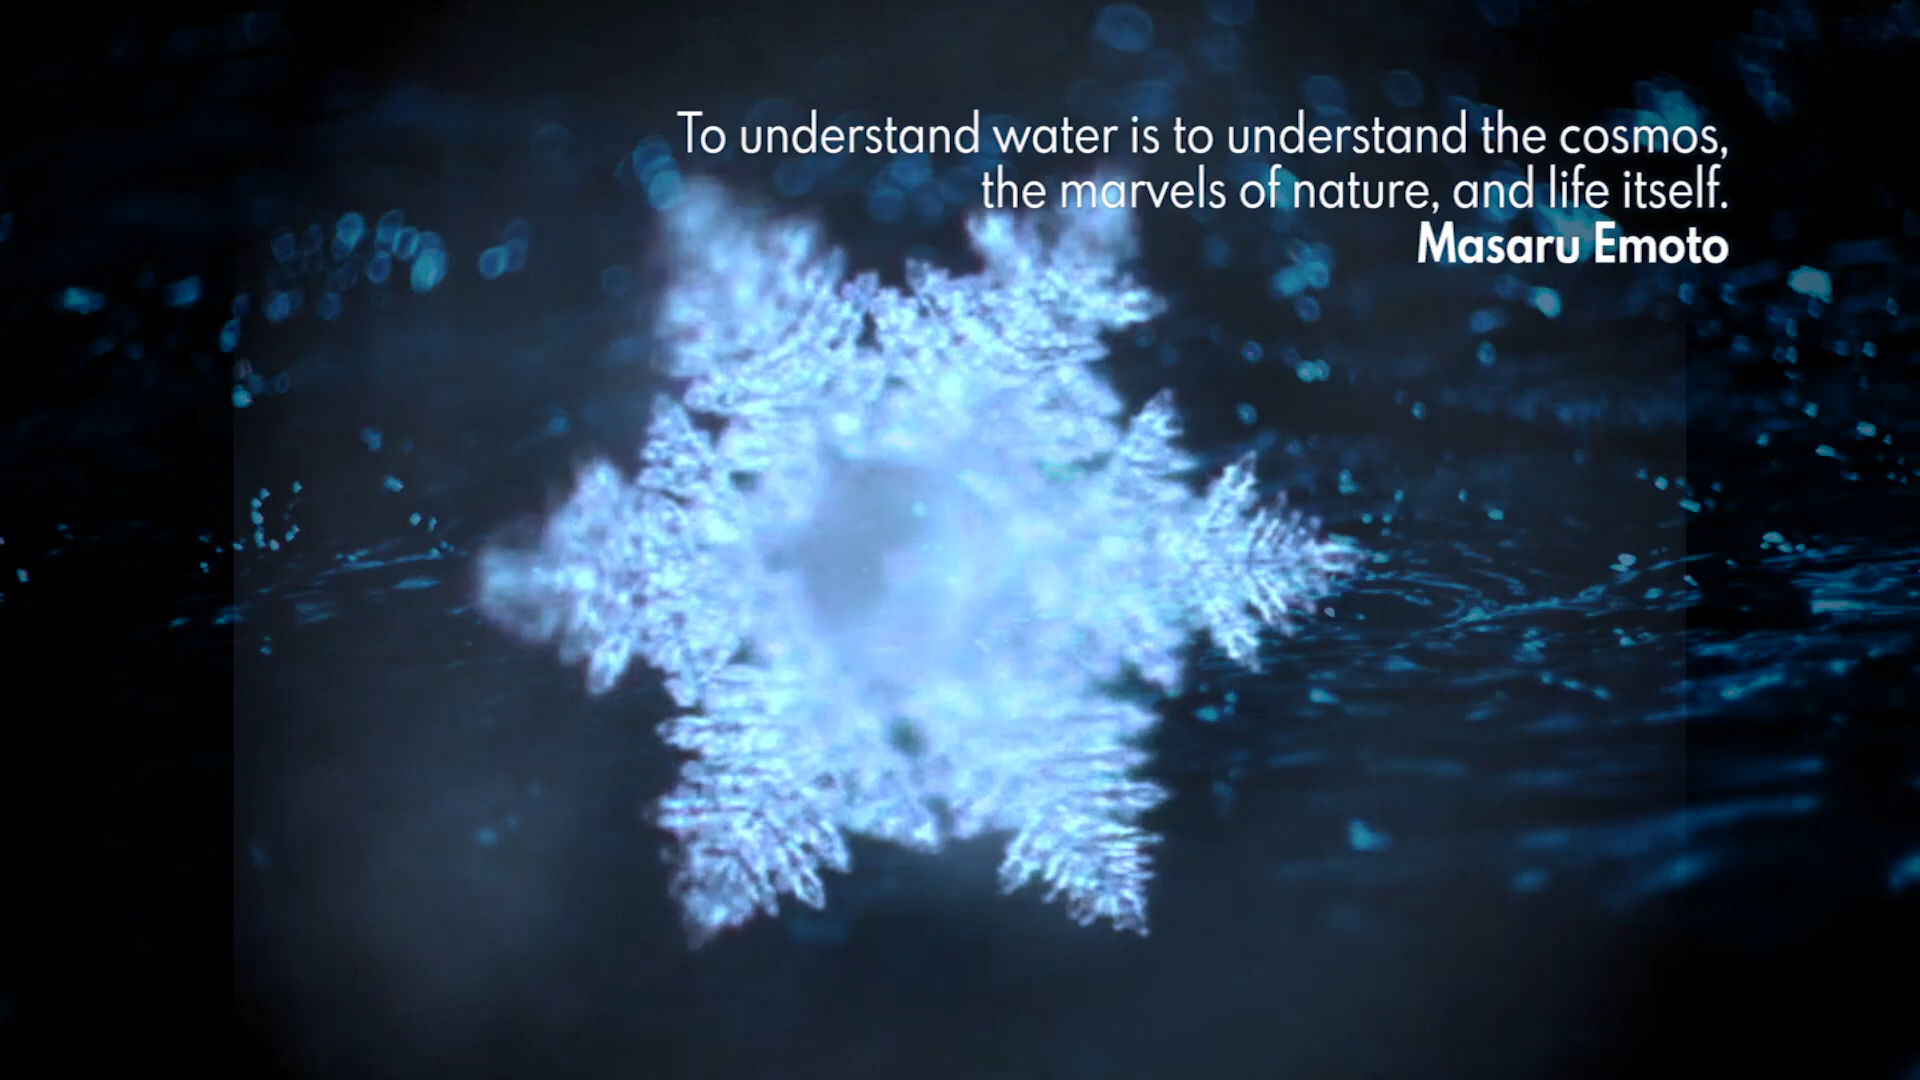 To understand water is to understand the cosmos,
the marvels of nature, and life itself.
Masaru Emoto